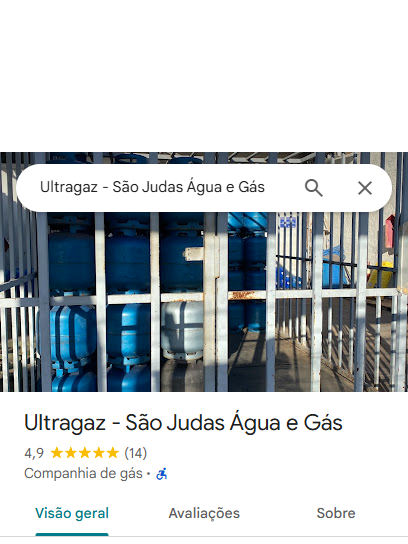 Ultragaz - São Judas Água e Gás
Ultragaz - São Judas Água e Gás
4,9 (14)
Companhia de gás ·
Visão geral Avaliações Sobre